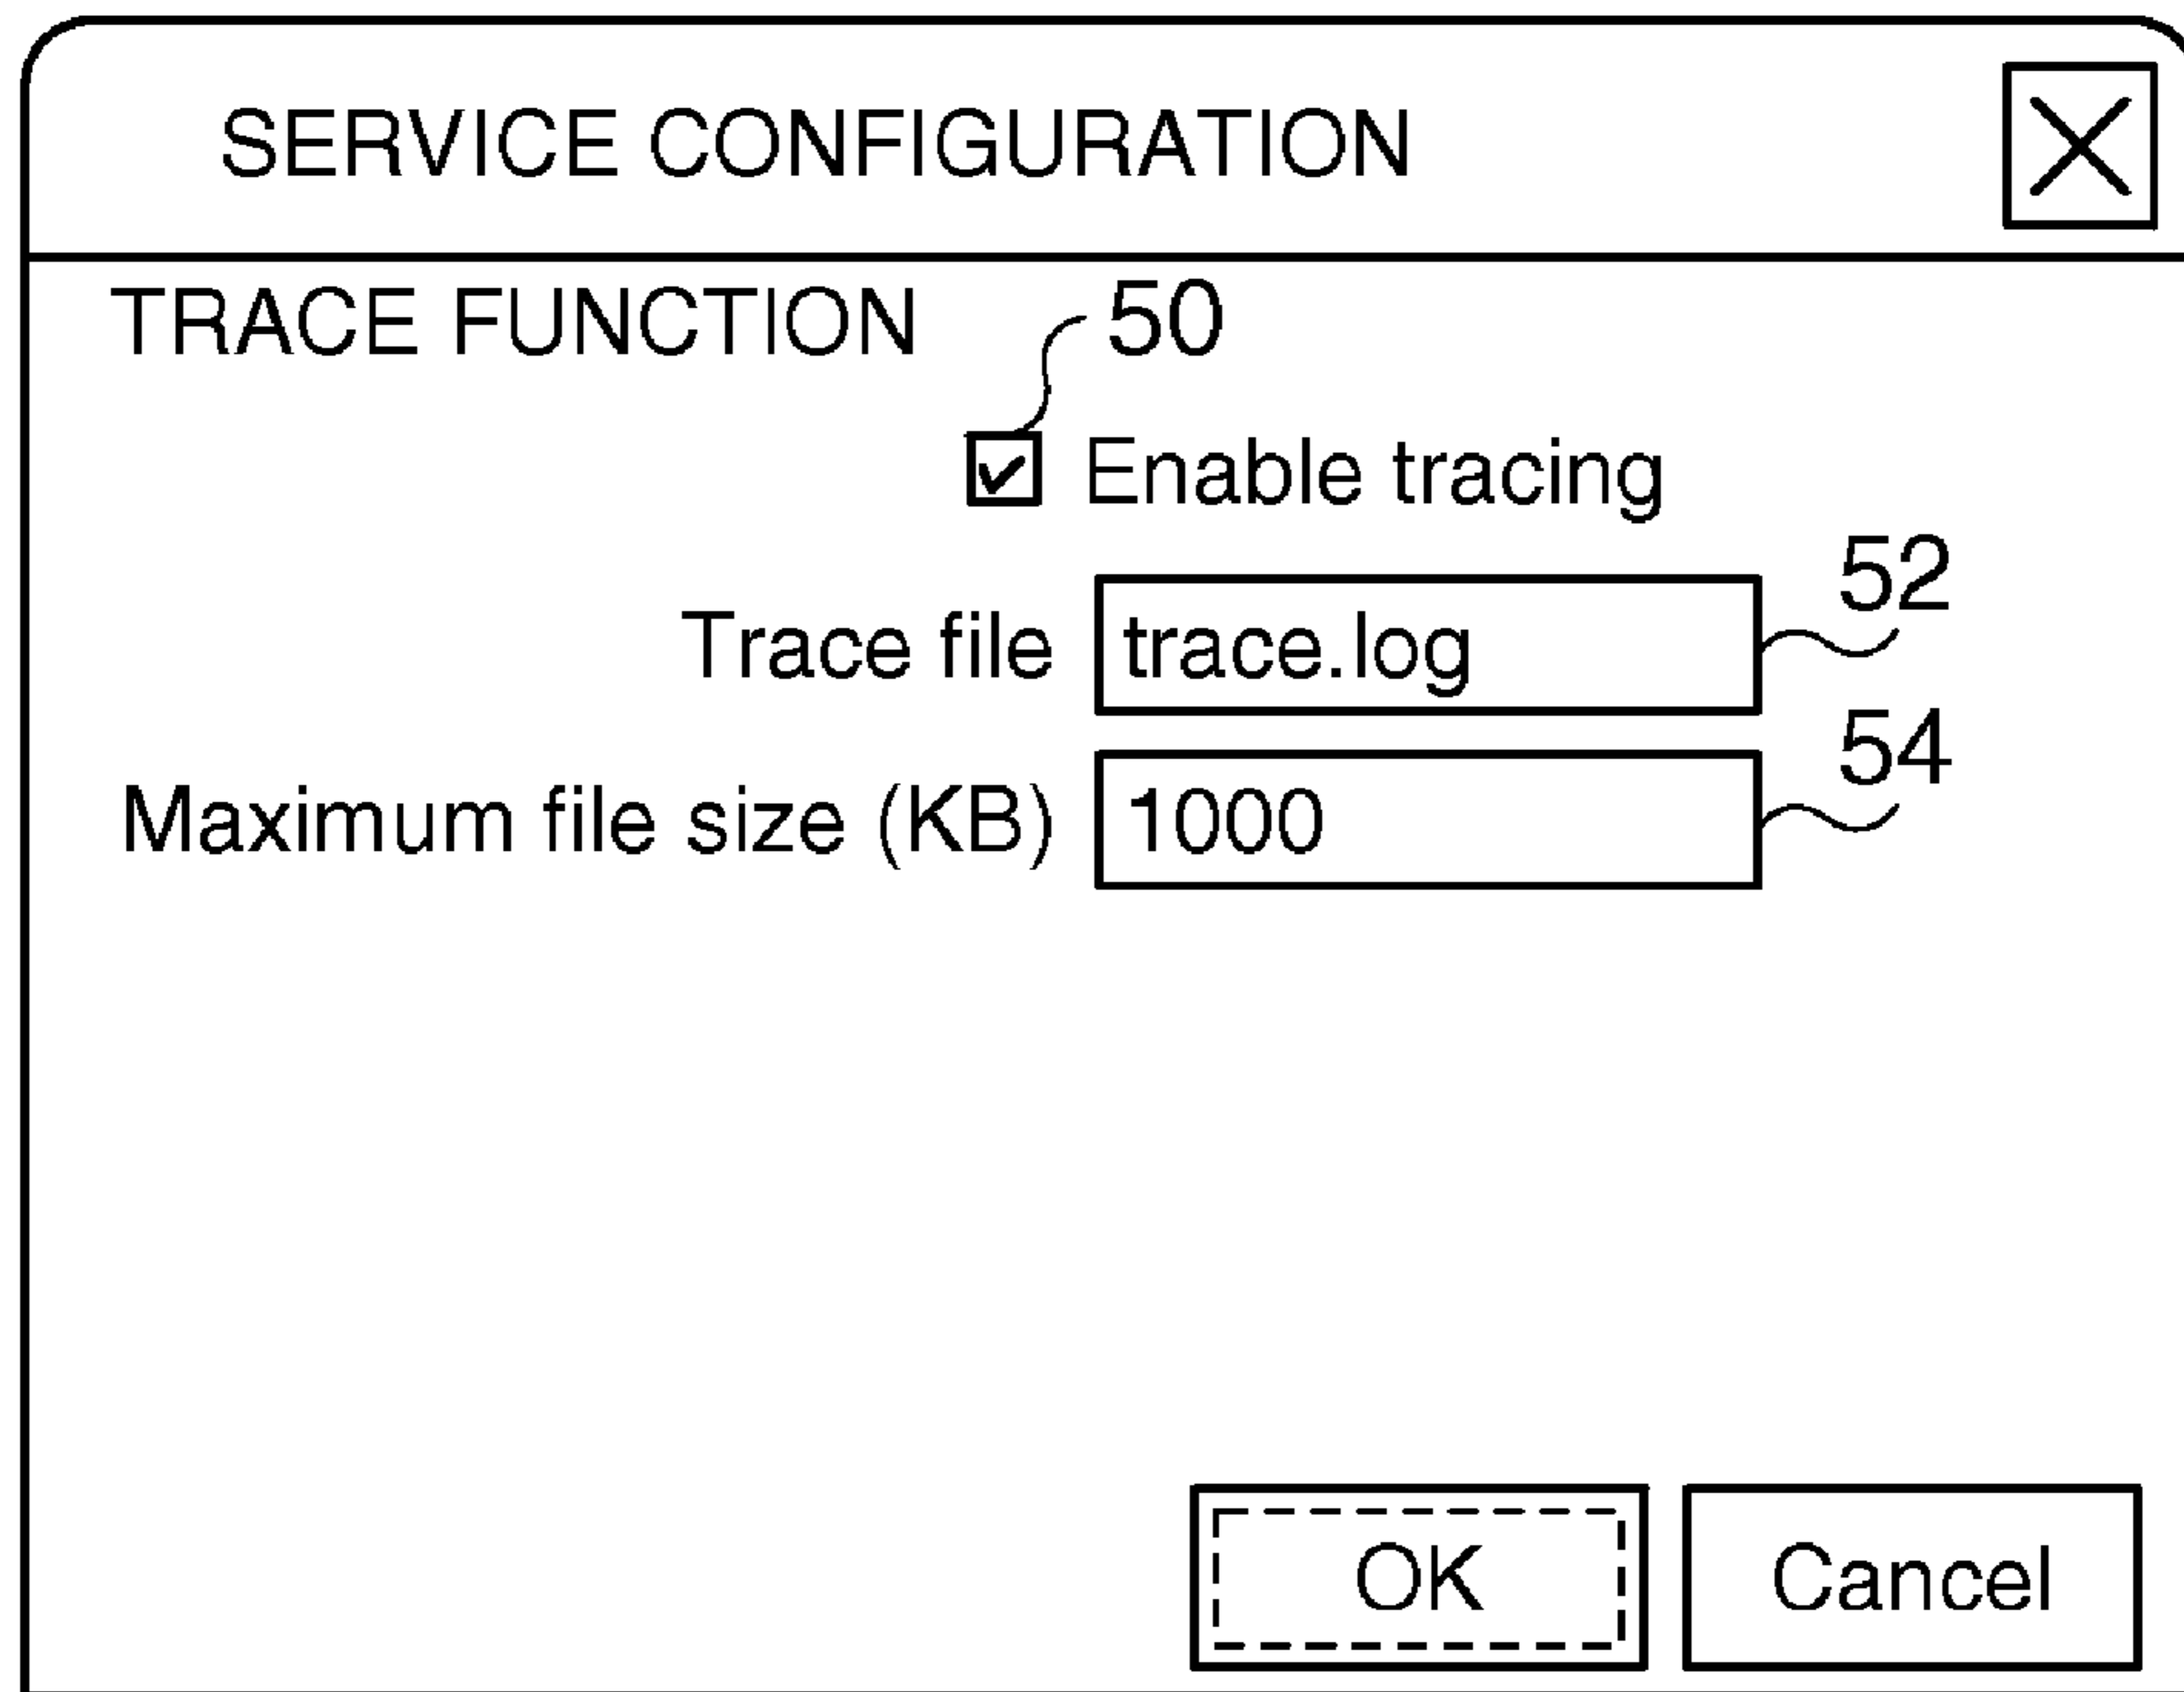 SERVICE CONFIGURATION
TRACE FUNCTION 50
Enable tracing
52
Trace file trace.log
54
Maximum file size (KB) 1000
OK Cancel